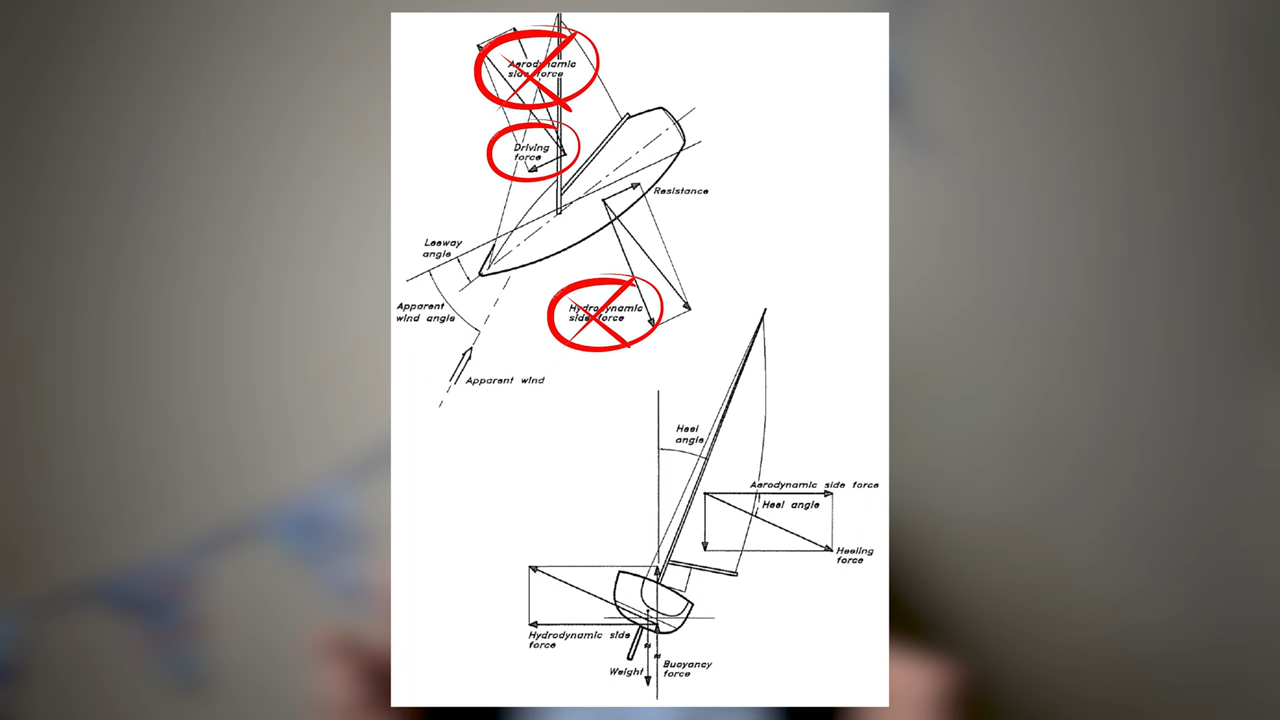 Aerodynamic
side force
Driving
force
Resistance
Leeway
angle
Apparent
wind angle
Hydrodynamic
side force
Apparent wind
Heel
angle
Aerodynamic side force
Heel angle
Heeling
force
Hydrodynamic side
force
Buoyancy
force
Weight